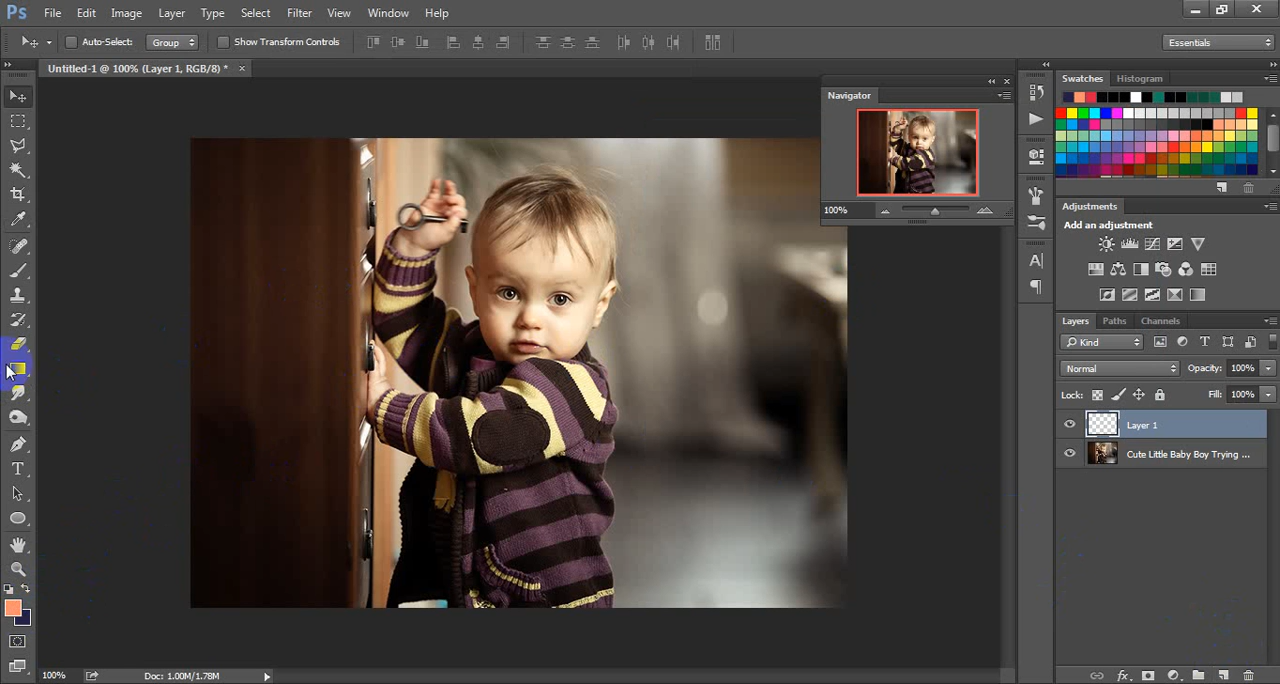 Ps File Edit Image Layer Type Select Filter View Window Help
Auto-Select: Group Show Transform Controls Essentials
Untitled-1 @ 100% (Layer 1, RGB/8) *
Navigator
100%
Swatches Histogram
Adjustments
Add an adjustment
Layers Paths Channels
Kind
Normal Opacity: 100%
Lock: Fill: 100%
Layer 1
Cute Little Baby Boy Trying ...
100% Doc: 1.00M/1.78M